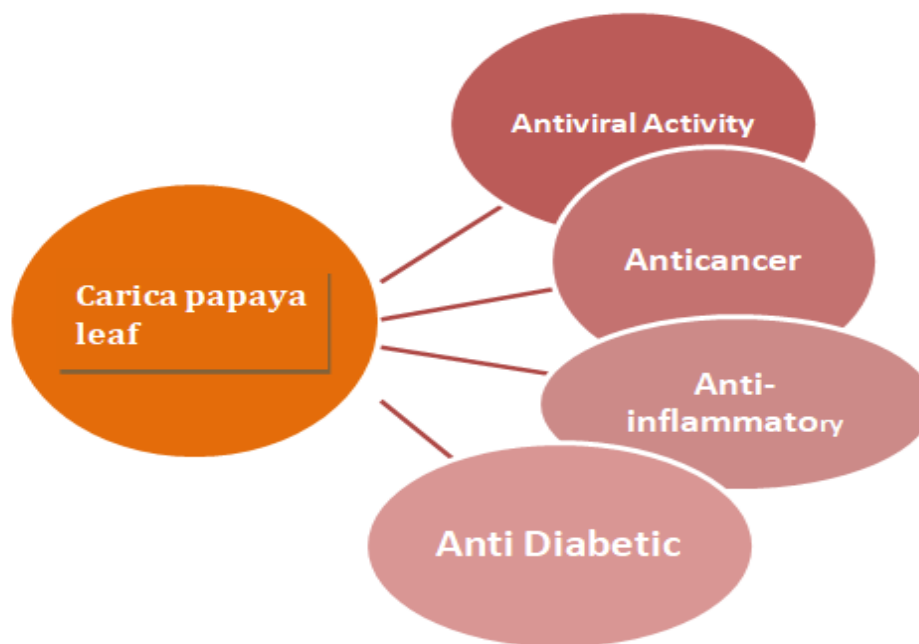 Antiviral Activity
Anticancer
Carica papaya
leaf
Anti-
inflammatory
Anti Diabetic